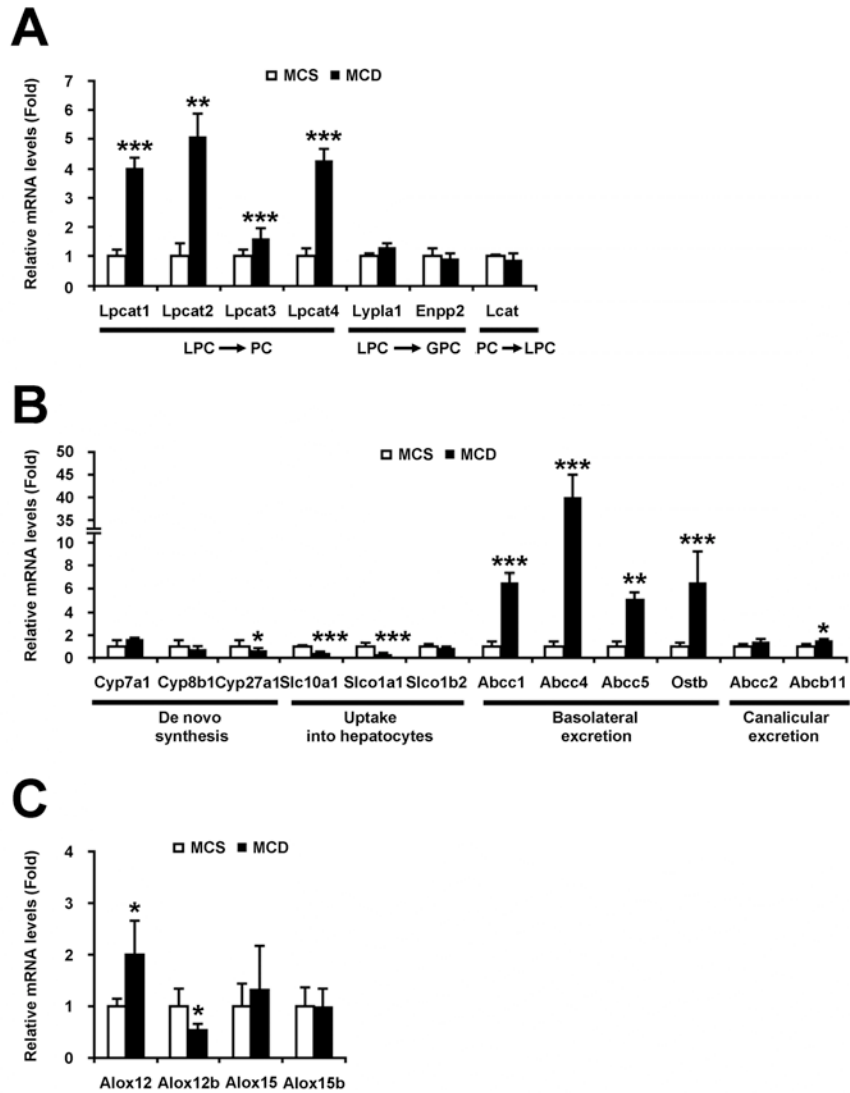 A
MCS MCD
Relative mRNA levels (Fold)
7
6
5
4
3
2
1
0
*** ** *** ***
Lpcat1 Lpcat2 Lpcat3 Lpcat4 Lypla1 Enpp2 Lcat
LPC → PC LPC → GPC PC → LPC
B
MCS MCD
Relative mRNA levels (Fold)
50
45
40
35
10
8
6
4
2
0
* *** *** *** *** ** *** *
Cyp7a1 Cyp8b1 Cyp27a1 Slc10a1 Slco1a1 Slco1b2 Abcc1 Abcc4 Abcc5 Ostb Abcc2 Abcb11
De novo synthesis
Uptake into hepatocytes
Basolateral excretion
Canalicular excretion
C
MCS MCD
Relative mRNA levels (Fold)
4
3
2
1
0
* *
Alox12 Alox12b Alox15 Alox15b